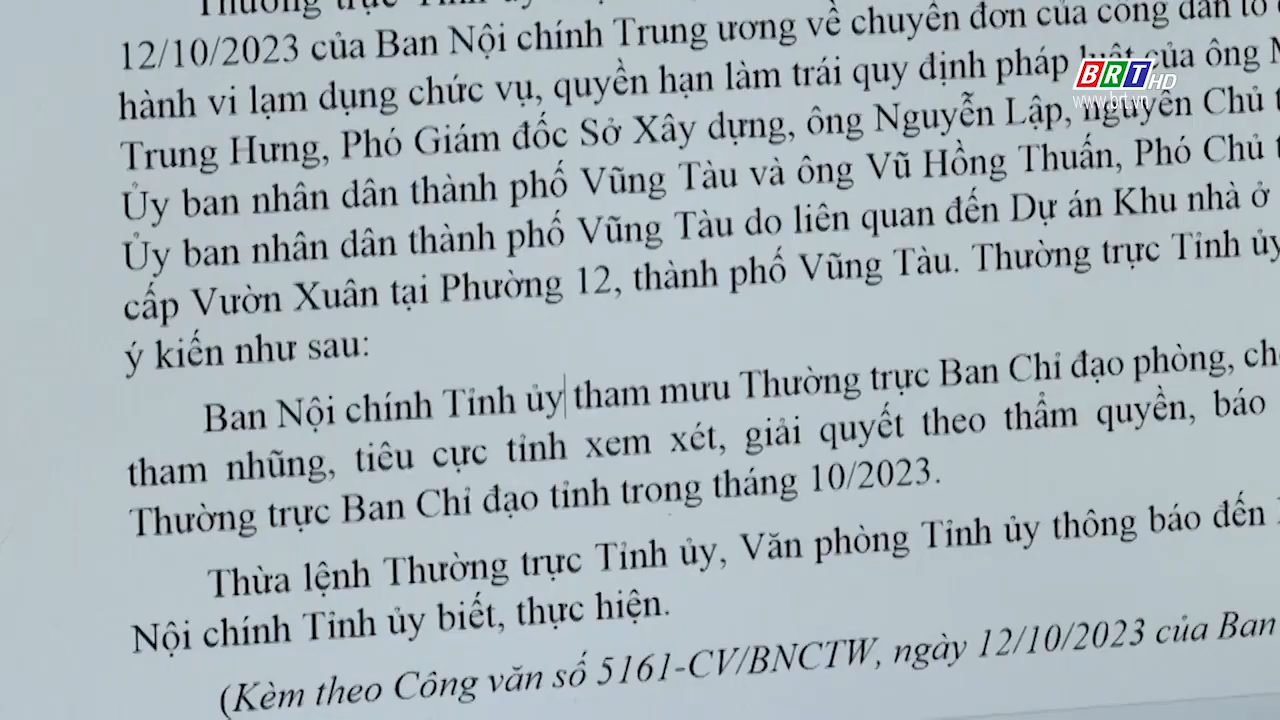 12/10/2023 của Ban Nội chính Trung ương về chuyển đơn của công dân tố
hành vi lạm dụng chức vụ, quyền hạn làm trái quy định pháp luật của ông
Trung Hưng, Phó Giám đốc Sở Xây dựng, ông Nguyễn Lập, nguyên Chủ
Ủy ban nhân dân thành phố Vũng Tàu và ông Vũ Hồng Thuấn, Phó Chủ
Ủy ban nhân dân thành phố Vũng Tàu do liên quan đến Dự án Khu nhà ở
cấp Vườn Xuân tại Phường 12, thành phố Vũng Tàu. Thường trực Tỉnh ủy
ý kiến như sau:
Ban Nội chính Tỉnh ủy tham mưu Thường trực Ban Chỉ đạo phòng,
tham nhũng, tiêu cực tỉnh xem xét, giải quyết theo thẩm quyền, báo
Thường trực Ban Chỉ đạo tỉnh trong tháng 10/2023.
Thừa lệnh Thường trực Tỉnh ủy, Văn phòng Tỉnh ủy thông báo đến
Nội chính Tỉnh ủy biết, thực hiện.
(Kèm theo Công văn số 5161-CV/BNCTW, ngày 12/10/2023 của Ban
BRT HD
www.brt.vn